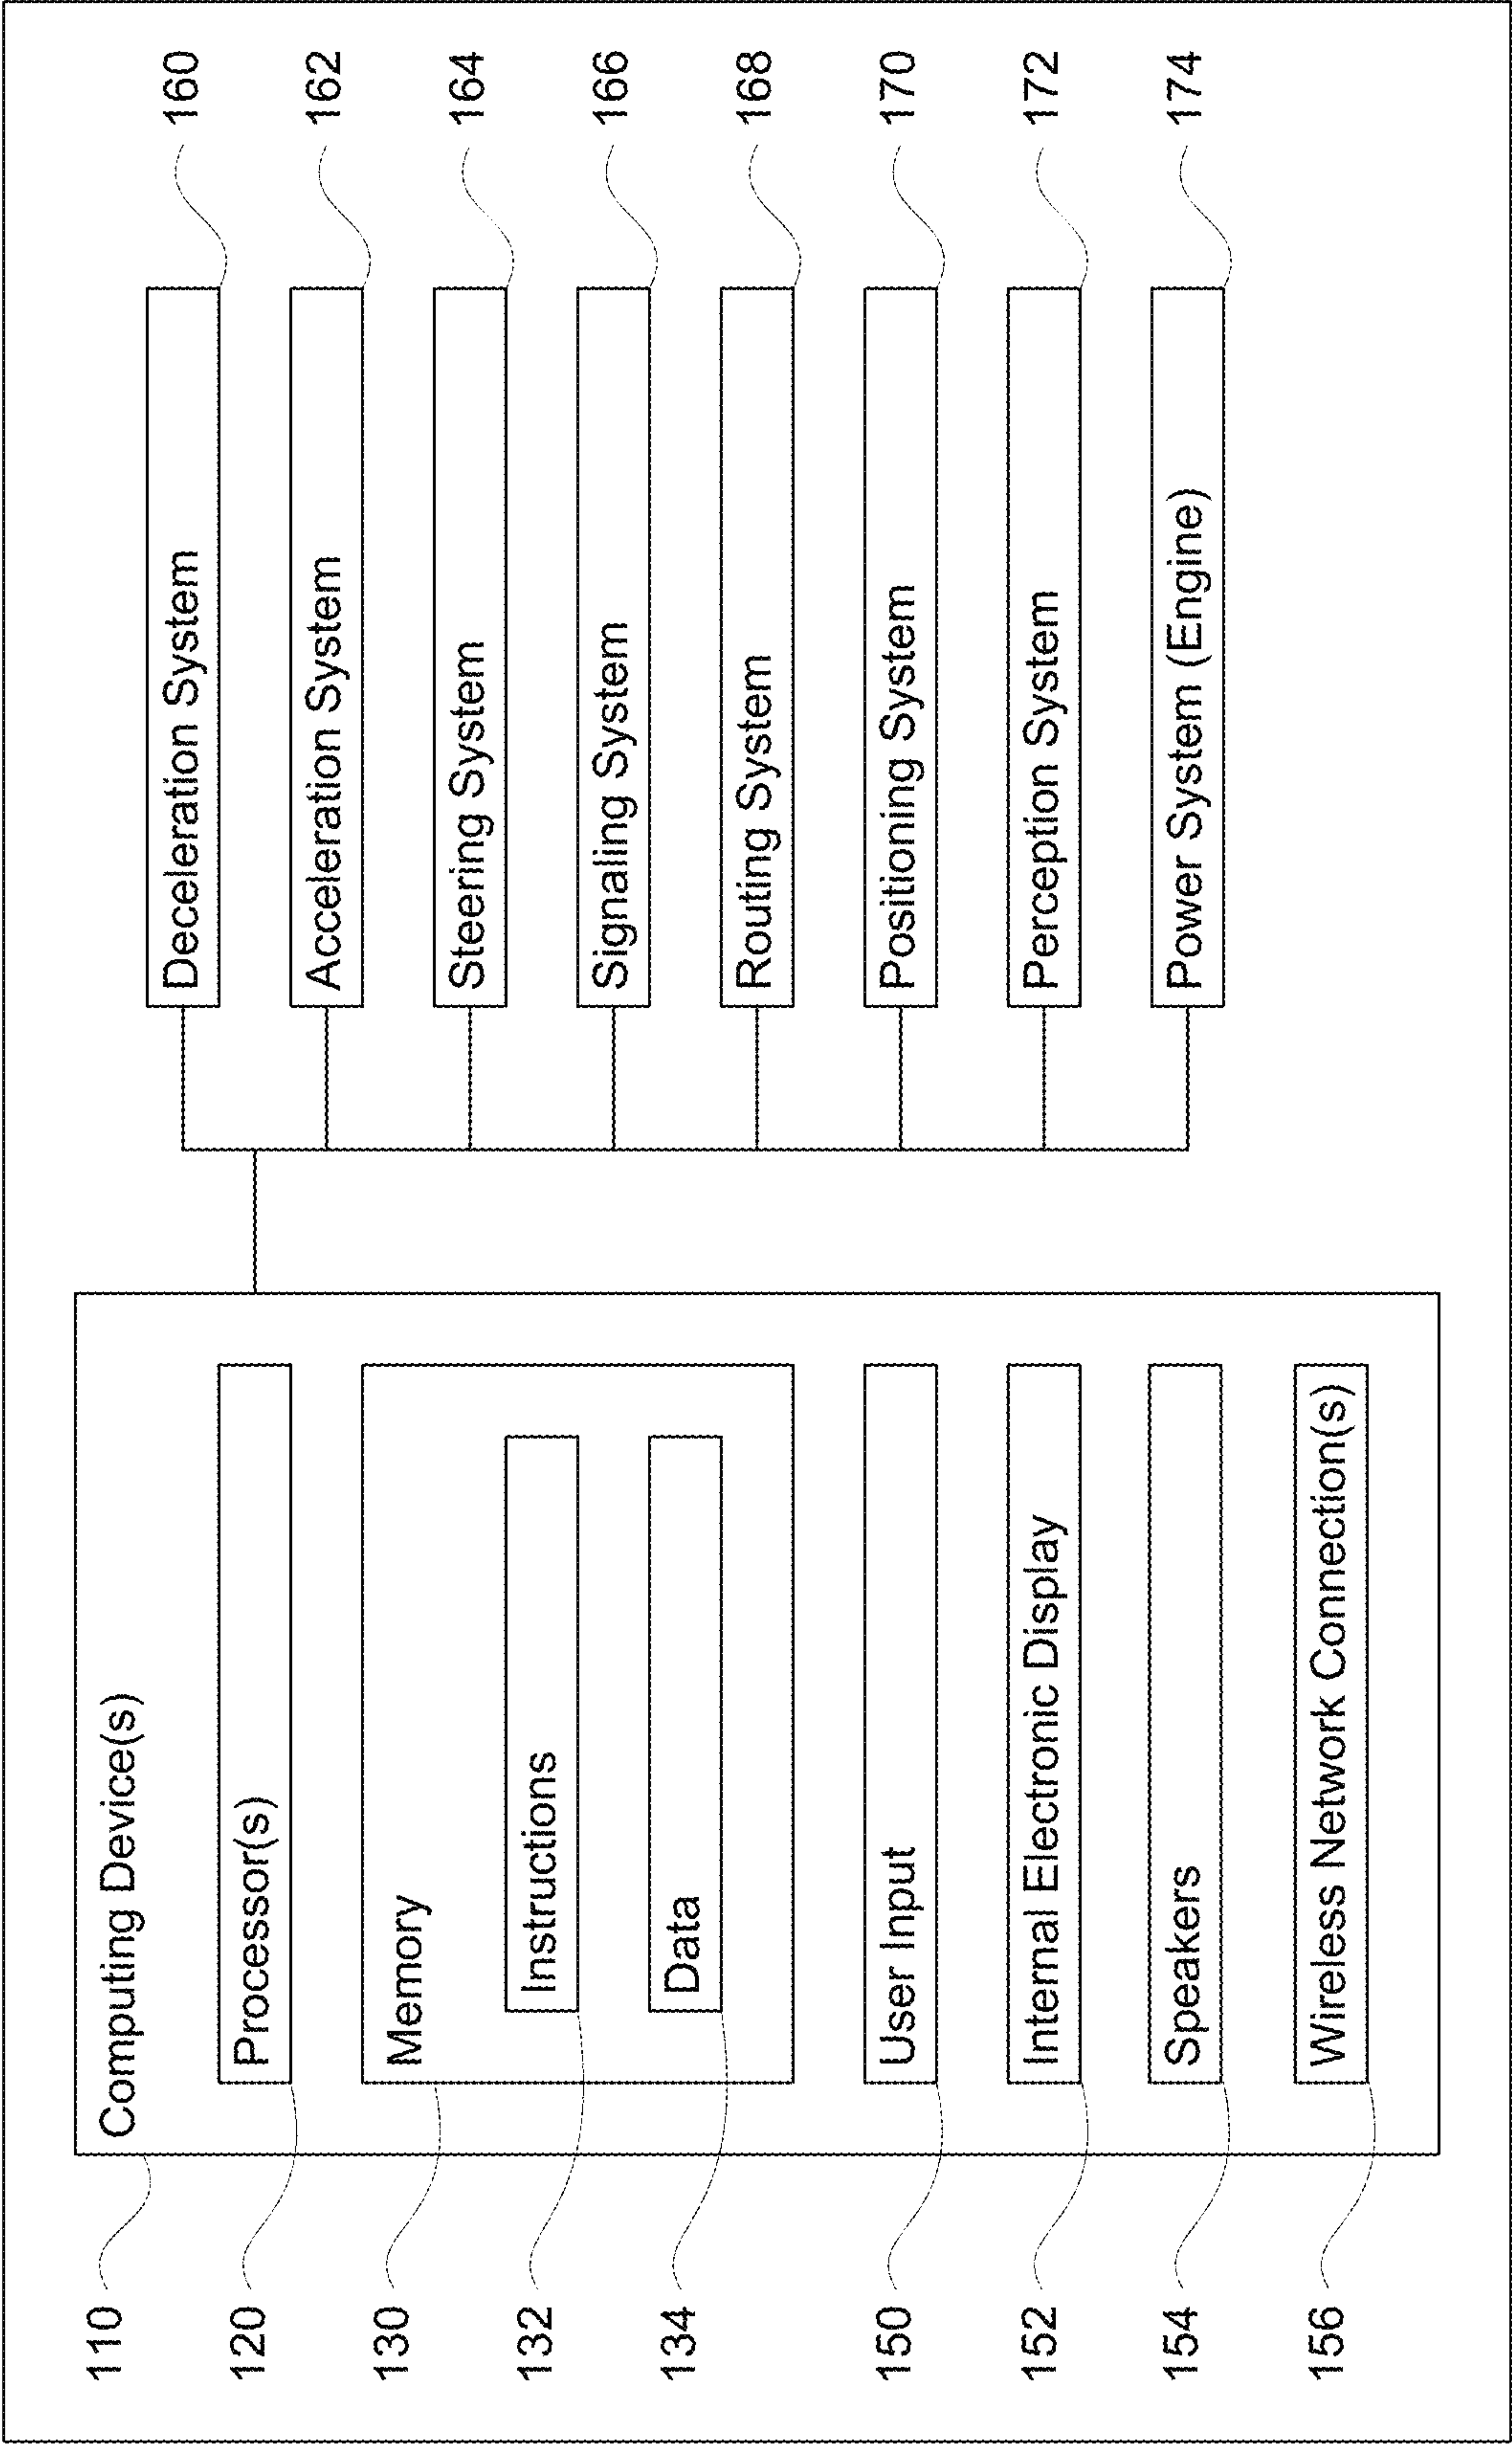 110
Computing Device(s)
120
Processor(s)
130
Memory
132
Instructions
134
Data
150
User Input
152
Internal Electronic Display
154
Speakers
156
Wireless Network Connection(s)
Deceleration System
160
Acceleration System
162
Steering System
164
Signaling System
166
Routing System
168
Positioning System
170
Perception System
172
Power System (Engine)
174